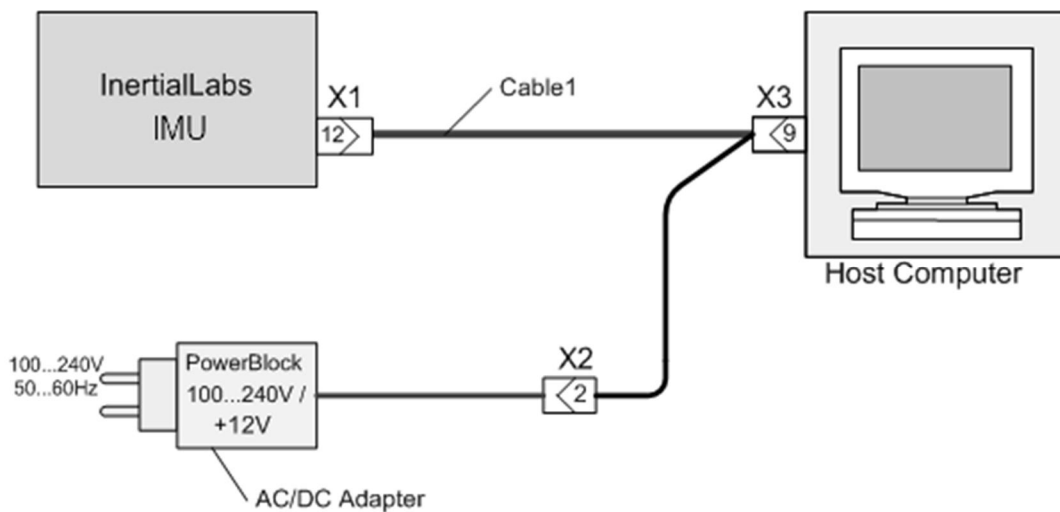 InertialLabs
IMU
X1
12
Cable1
X3
9
Host Computer
100...240V
50...60Hz
PowerBlock
100...240V /
+12V
X2
2
AC/DC Adapter